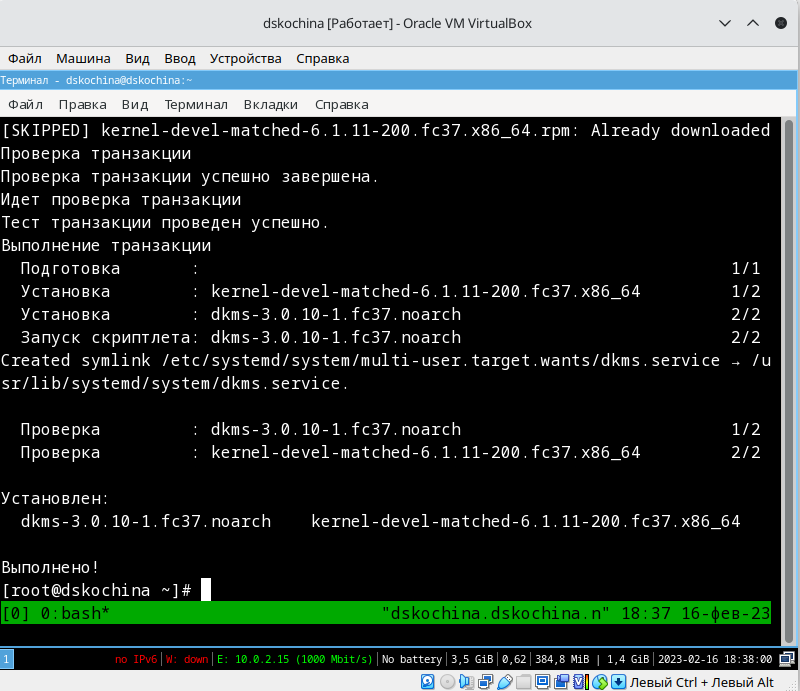 dskochina [Работает] - Oracle VM VirtualBox
Файл Машина Вид Ввод Устройства Справка
Терминал - dskochina@dskochina:~
Файл Правка Вид Терминал Вкладки Справка
[SKIPPED] kernel-devel-matched-6.1.11-200.fc37.x86_64.rpm: Already downloaded
Проверка транзакции
Проверка транзакции успешно завершена.
Идет проверка транзакции
Тест транзакции проведен успешно.
Выполнение транзакции
Подготовка : 1/1
Установка : kernel-devel-matched-6.1.11-200.fc37.x86_64 1/2
Установка : dkms-3.0.10-1.fc37.noarch 2/2
Запуск скриптлета: dkms-3.0.10-1.fc37.noarch 2/2
Created symlink /etc/systemd/system/multi-user.target.wants/dkms.service → /u
sr/lib/systemd/system/dkms.service.
Проверка : dkms-3.0.10-1.fc37.noarch 1/2
Проверка : kernel-devel-matched-6.1.11-200.fc37.x86_64 2/2
Установлен:
dkms-3.0.10-1.fc37.noarch kernel-devel-matched-6.1.11-200.fc37.x86_64
Выполнено!
[root@dskochina ~]#
[0] 0:bash* "dskochina.dskochina.n" 18:37 16-фев-23
1 no IPv6 | W: down | E: 10.0.2.15 (1000 Mbit/s) | No battery | 3,5 GiB | 0,62 | 384,8 MiB | 1,4 GiB | 2023-02-16 18:38:00
Левый Ctrl + Левый Alt